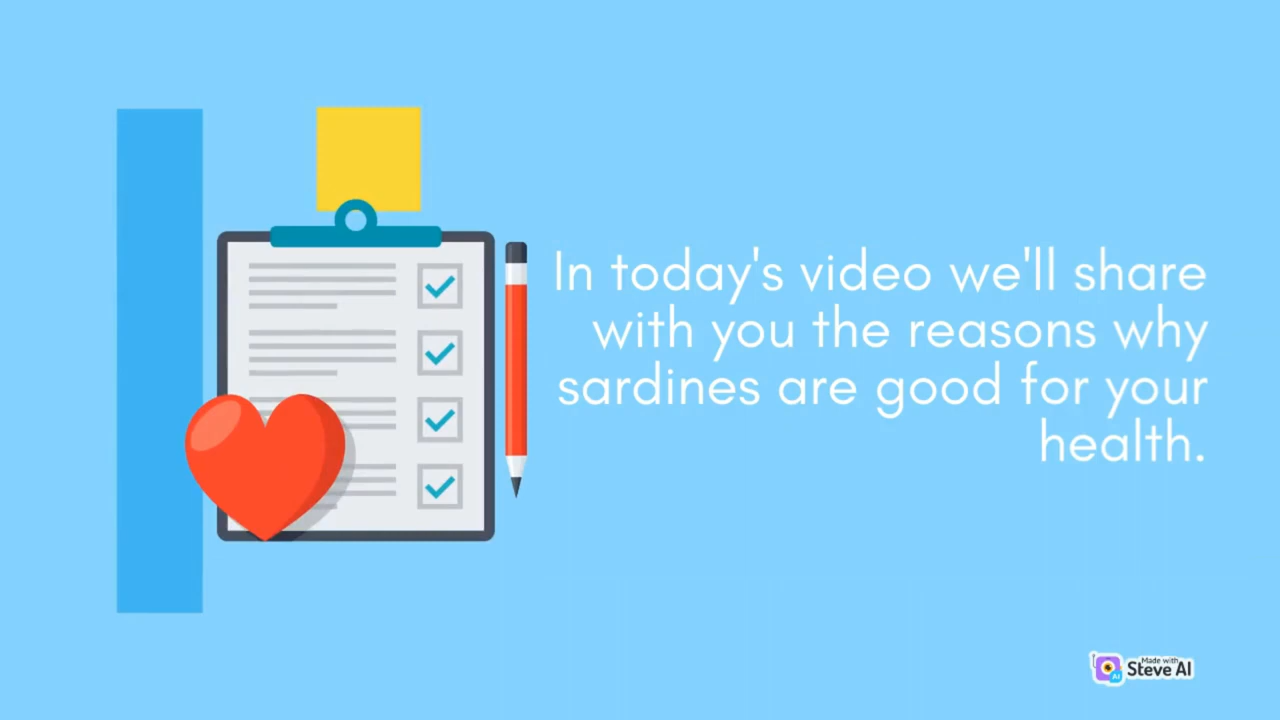 In today's video we'll share
with you the reasons why
sardines are good for your
health.
Made with
Steve AI
AI